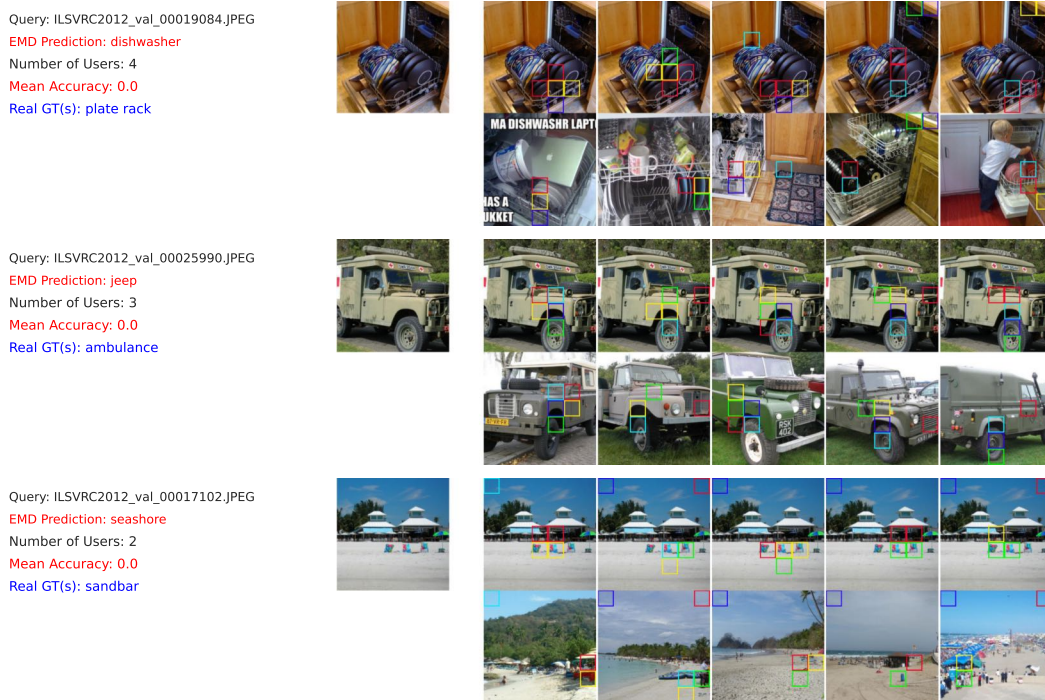 Query: ILSVRC2012_val_00019084.JPEG
EMD Prediction: dishwasher
Number of Users: 4
Mean Accuracy: 0.0
Real GT(s): plate rack
MA DISHWASHR LAPT
HAS A
UKKET
Query: ILSVRC2012_val_00025990.JPEG
EMD Prediction: jeep
Number of Users: 3
Mean Accuracy: 0.0
Real GT(s): ambulance
RSK
402
Query: ILSVRC2012_val_00017102.JPEG
EMD Prediction: seashore
Number of Users: 2
Mean Accuracy: 0.0
Real GT(s): sandbar